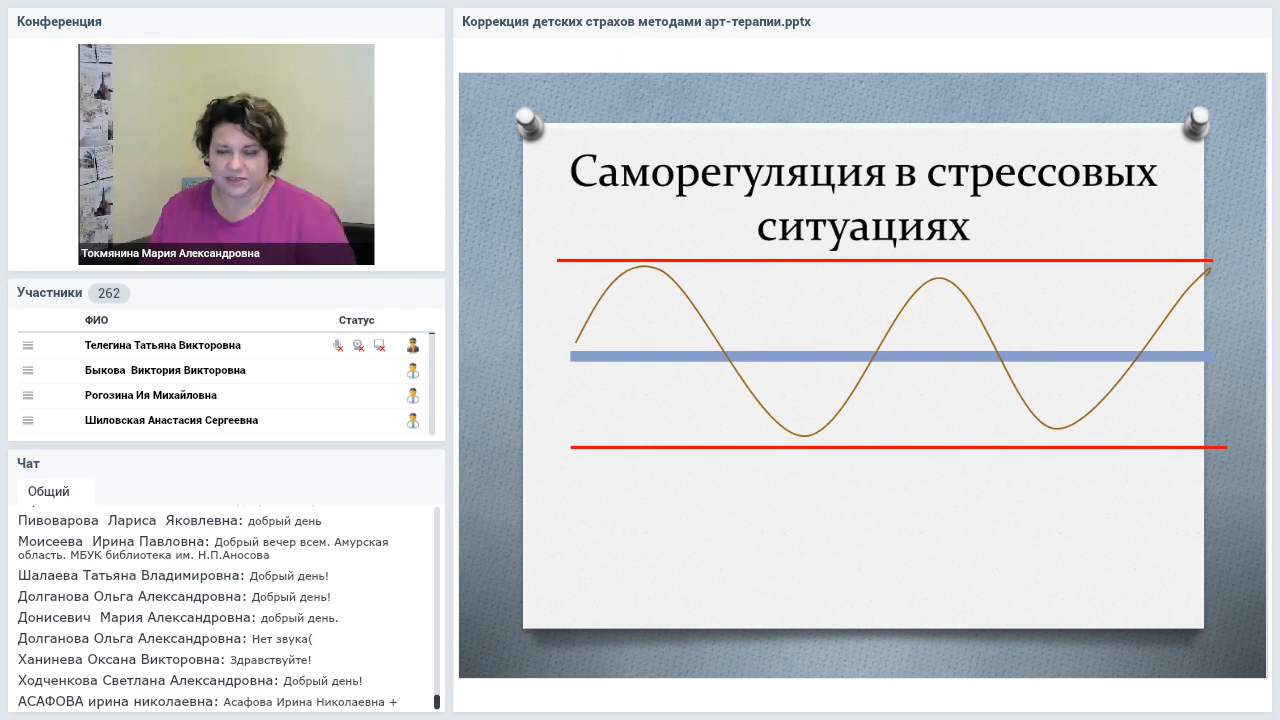 Конференция
Токмянина Мария Александровна
Участники 262
ФИО Статус
Телегина Татьяна Викторовна
Быкова Виктория Викторовна
Рогозина Ия Михайловна
Шиловская Анастасия Сергеевна
Чат
Общий
Пивоварова Лариса Яковлевна: добрый день
Моисеева Ирина Павловна: Добрый вечер всем. Амурская
область. МБУК библиотека им. Н.П.Аносова
Шалаева Татьяна Владимировна: Добрый день!
Долганова Ольга Александровна: Добрый день!
Донисевич Мария Александровна: добрый день.
Долганова Ольга Александровна: Нет звука(
Ханинева Оксана Викторовна: Здравствуйте!
Ходченкова Светлана Александровна: Добрый день!
АСАФОВА ирина николаевна: Асафова Ирина Николаевна +
Коррекция детских страхов методами арт-терапии.pptx
Саморегуляция в стрессовых
ситуациях